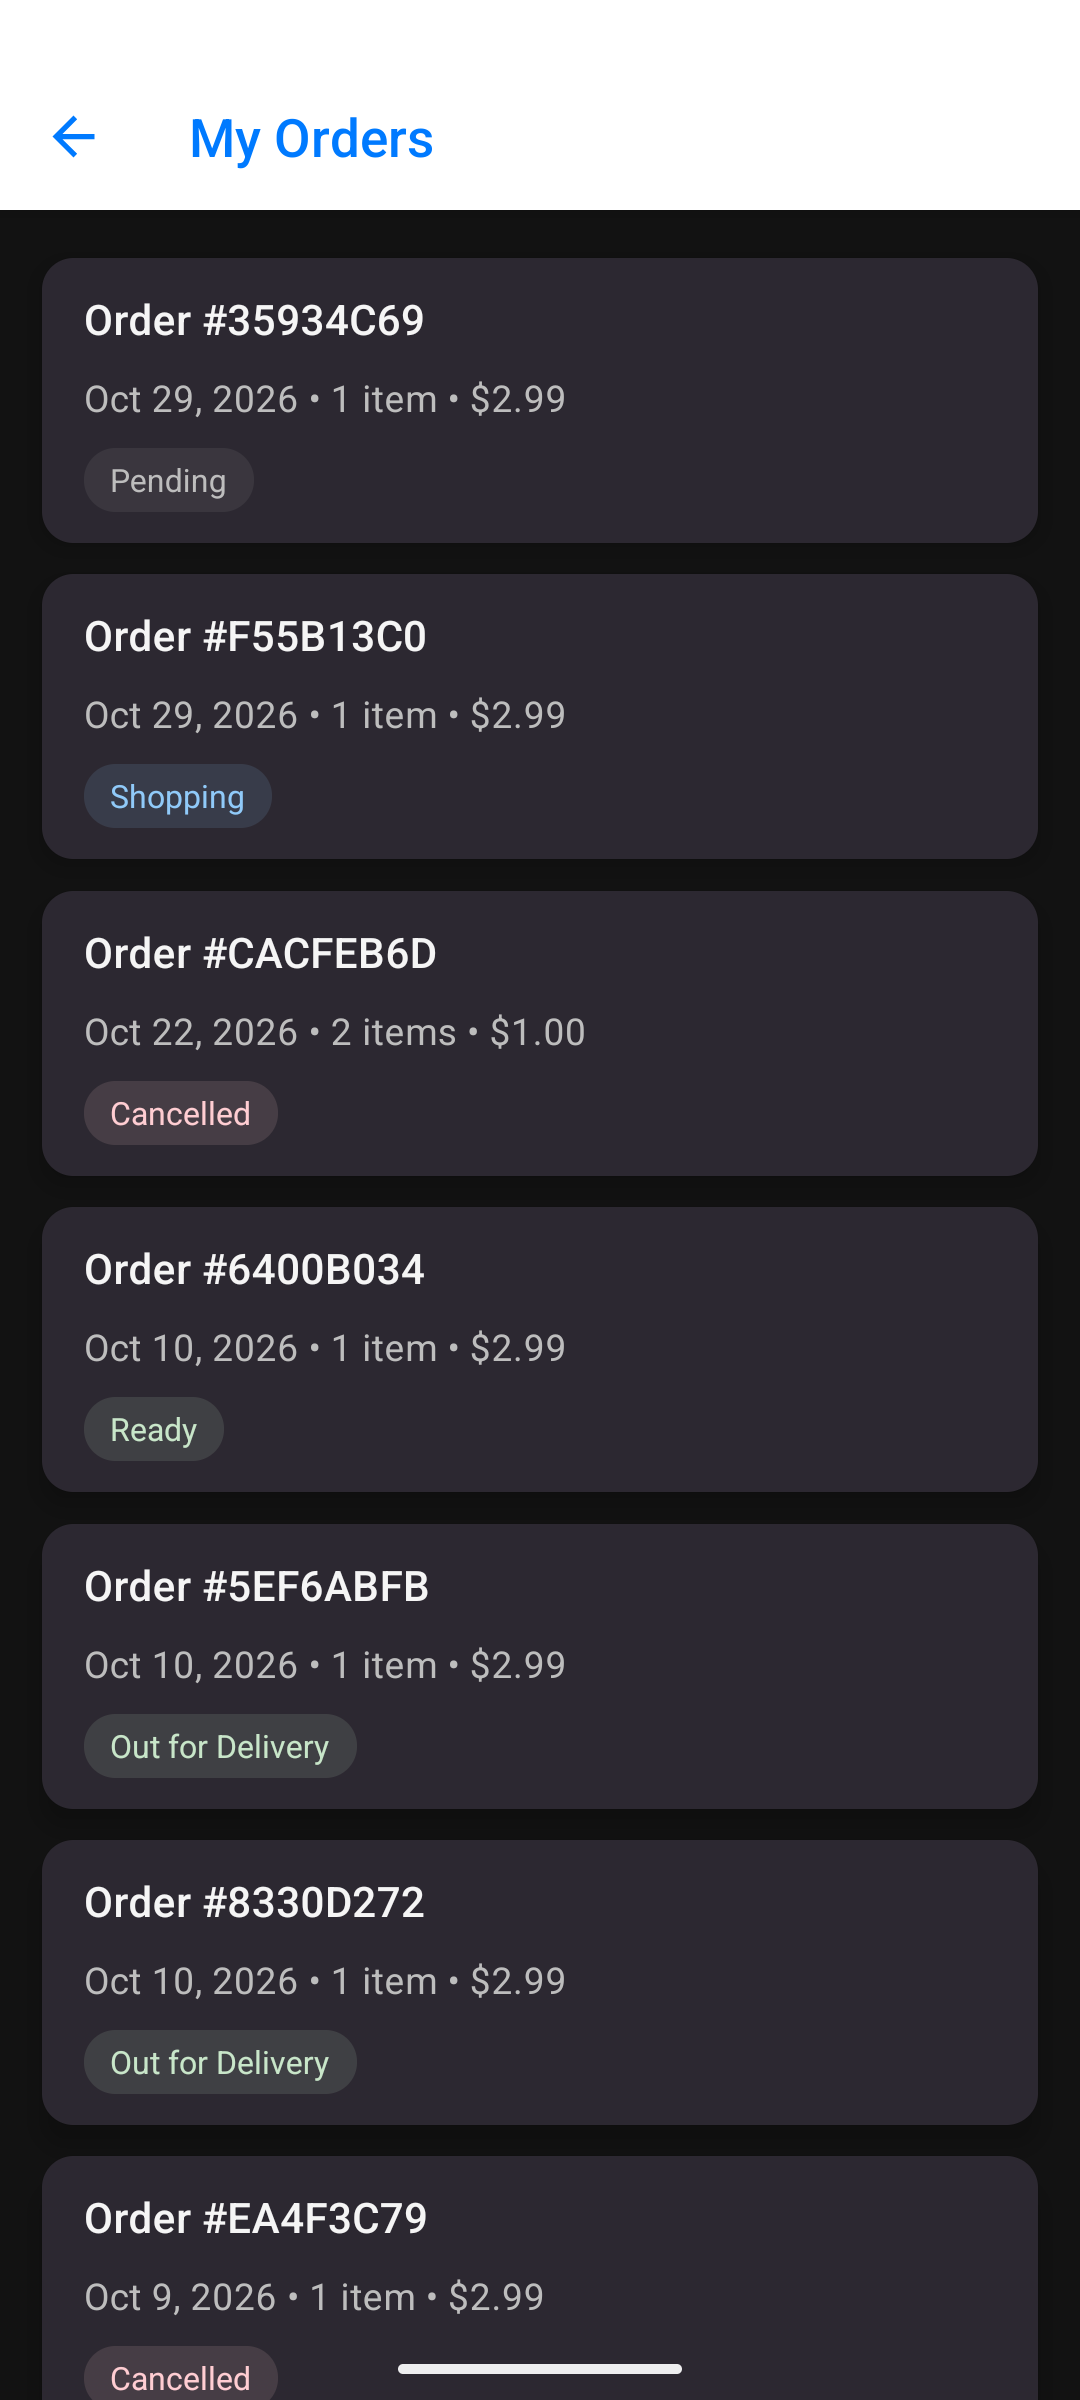 My Orders
Order #35934C69
Oct 29, 2026 • 1 item • $2.99
Pending
Order #F55B13C0
Oct 29, 2026 • 1 item • $2.99
Shopping
Order #CACFEB6D
Oct 22, 2026 • 2 items • $1.00
Cancelled
Order #6400B034
Oct 10, 2026 • 1 item • $2.99
Ready
Order #5EF6ABFB
Oct 10, 2026 • 1 item • $2.99
Out for Delivery
Order #8330D272
Oct 10, 2026 • 1 item • $2.99
Out for Delivery
Order #EA4F3C79
Oct 9, 2026 • 1 item • $2.99
Cancelled